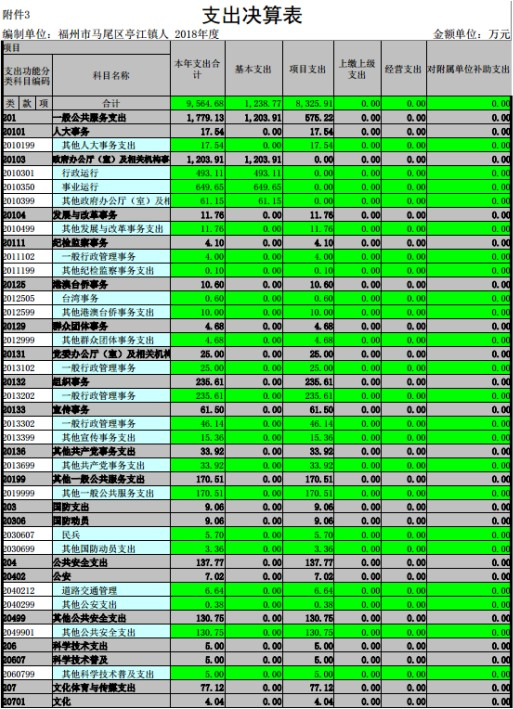 附件3
支出决算表
编制单位：福州市马尾区亭江镇人 2018年度 金额单位：万元
项目 本年支出合计 基本支出 项目支出 上缴上级支出 经营支出 对附属单位补助支出
支出功能分类科目编码 科目名称
类 款 项 合计 9,564.68 1,238.77 8,325.91 0.00 0.00 0.00
201 一般公共服务支出 1,779.13 1,203.91 575.22 0.00 0.00 0.00
20101 人大事务 17.54 0.00 17.54 0.00 0.00 0.00
2010199 其他人大事务支出 17.54 0.00 17.54 0.00 0.00 0.00
20103 政府办公厅（室）及相关机构事 1,203.91 1,203.91 0.00 0.00 0.00 0.00
2010301 行政运行 493.11 493.11 0.00 0.00 0.00 0.00
2010350 事业运行 649.65 649.65 0.00 0.00 0.00 0.00
2010399 其他政府办公厅（室）及相 61.15 61.15 0.00 0.00 0.00 0.00
20104 发展与改革事务 11.76 0.00 11.76 0.00 0.00 0.00
2010499 其他发展与改革事务支出 11.76 0.00 11.76 0.00 0.00 0.00
20111 纪检监察事务 4.10 0.00 4.10 0.00 0.00 0.00
2011102 一般行政管理事务 4.00 0.00 4.00 0.00 0.00 0.00
2011199 其他纪检监察事务支出 0.10 0.00 0.10 0.00 0.00 0.00
20125 港澳台侨事务 10.60 0.00 10.60 0.00 0.00 0.00
2012505 台湾事务 0.60 0.00 0.60 0.00 0.00 0.00
2012599 其他港澳台侨事务支出 10.00 0.00 10.00 0.00 0.00 0.00
20129 群众团体事务 4.68 0.00 4.68 0.00 0.00 0.00
2012999 其他群众团体事务支出 4.68 0.00 4.68 0.00 0.00 0.00
20131 党委办公厅（室）及相关机构 25.00 0.00 25.00 0.00 0.00 0.00
2013102 一般行政管理事务 25.00 0.00 25.00 0.00 0.00 0.00
20132 组织事务 235.61 0.00 235.61 0.00 0.00 0.00
2013202 一般行政管理事务 235.61 0.00 235.61 0.00 0.00 0.00
20133 宣传事务 61.50 0.00 61.50 0.00 0.00 0.00
2013302 一般行政管理事务 46.14 0.00 46.14 0.00 0.00 0.00
2013399 其他宣传事务支出 15.36 0.00 15.36 0.00 0.00 0.00
20136 其他共产党事务支出 33.92 0.00 33.92 0.00 0.00 0.00
2013699 其他共产党事务支出 33.92 0.00 33.92 0.00 0.00 0.00
20199 其他一般公共服务支出 170.51 0.00 170.51 0.00 0.00 0.00
2019999 其他一般公共服务支出 170.51 0.00 170.51 0.00 0.00 0.00
203 国防支出 9.06 0.00 9.06 0.00 0.00 0.00
20306 国防动员 9.06 0.00 9.06 0.00 0.00 0.00
2030607 民兵 5.70 0.00 5.70 0.00 0.00 0.00
2030699 其他国防动员支出 3.36 0.00 3.36 0.00 0.00 0.00
204 公共安全支出 137.77 0.00 137.77 0.00 0.00 0.00
20402 公安 7.02 0.00 7.02 0.00 0.00 0.00
2040212 道路交通管理 6.64 0.00 6.64 0.00 0.00 0.00
2040299 其他公安支出 0.38 0.00 0.38 0.00 0.00 0.00
20499 其他公共安全支出 130.75 0.00 130.75 0.00 0.00 0.00
2049901 其他公共安全支出 130.75 0.00 130.75 0.00 0.00 0.00
206 科学技术支出 5.00 0.00 5.00 0.00 0.00 0.00
20607 科学技术普及 5.00 0.00 5.00 0.00 0.00 0.00
2060799 其他科学技术普及支出 5.00 0.00 5.00 0.00 0.00 0.00
207 文化体育与传媒支出 77.12 0.00 77.12 0.00 0.00 0.00
20701 文化 4.04 0.00 4.04 0.00 0.00 0.00